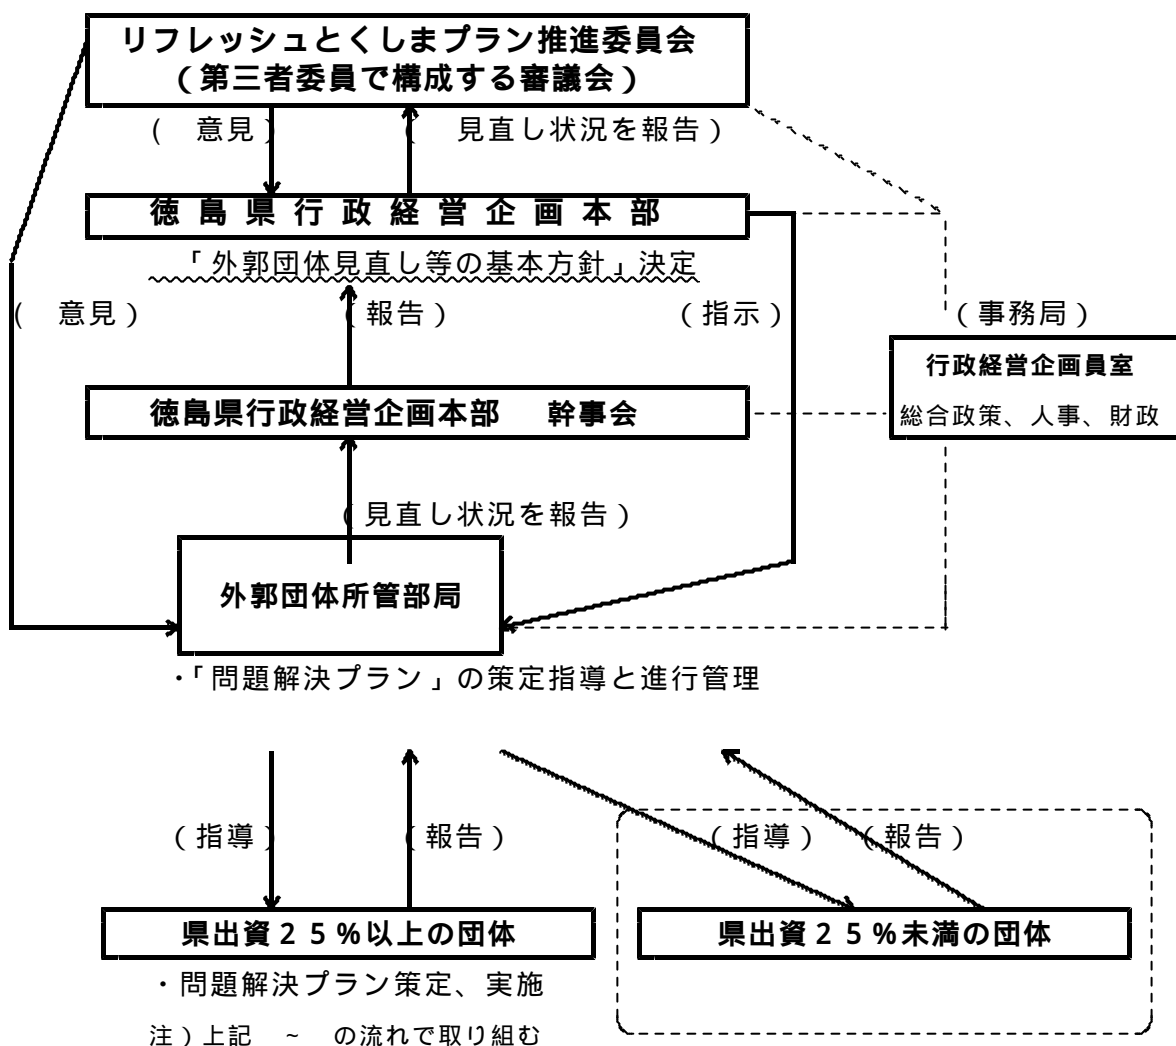 リフレッシュとくしまプラン推進委員会
（第三者委員で構成する審議会）
(　意見）
(　見直し状況を報告）
徳島県行政経営企画本部
「外郭団体見直し等の基本方針」決定
(　意見）
（報告）
（指示）
（事務局）
行政経営企画員室
総合政策、人事、財政
徳島県行政経営企画本部　幹事会
（見直し状況を報告）
外郭団体所管部局
・「問題解決プラン」の策定指導と進行管理
（指導）
（報告）
（指導）
（報告）
県出資２５％以上の団体
県出資２５％未満の団体
・問題解決プラン策定、実施
注）上記　~　の流れで取り組む